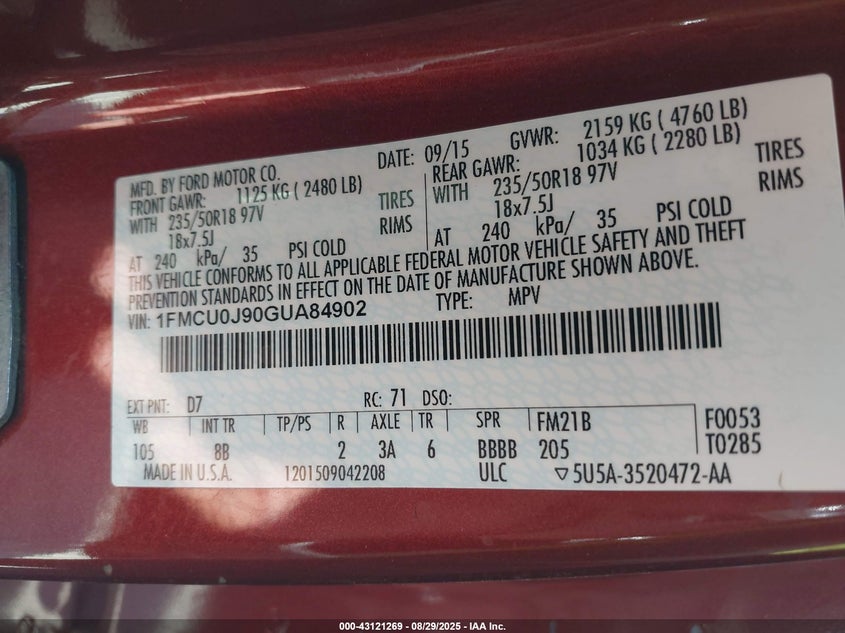 MFD. BY FORD MOTOR CO. DATE: 09/15 GVWR: 2159 KG ( 4760 LB)
FRONT GAWR: 1125 KG ( 2480 LB) REAR GAWR: 1034 KG ( 2280 LB)
WITH 235/50R18 97V TIRES WITH 235/50R18 97V TIRES
18x7.5J RIMS 18x7.5J RIMS
AT 240 kPa/ 35 PSI COLD AT 240 kPa/ 35 PSI COLD
THIS VEHICLE CONFORMS TO ALL APPLICABLE FEDERAL MOTOR VEHICLE SAFETY AND THEFT
PREVENTION STANDARDS IN EFFECT ON THE DATE OF MANUFACTURE SHOWN ABOVE.
VIN: 1FMCU0J90GUA84902 TYPE: MPV
EXT PNT: D7 RC: 71 DSO:
WB INT TR TP/PS R AXLE TR SPR FM21B F0053
105 8B 2 3A 6 BBBB 205 T0285
MADE IN U.S.A. 1201509042208 ULC ▽5U5A-3520472-AA
000-43121269 - 08/29/2025 - IAA Inc.